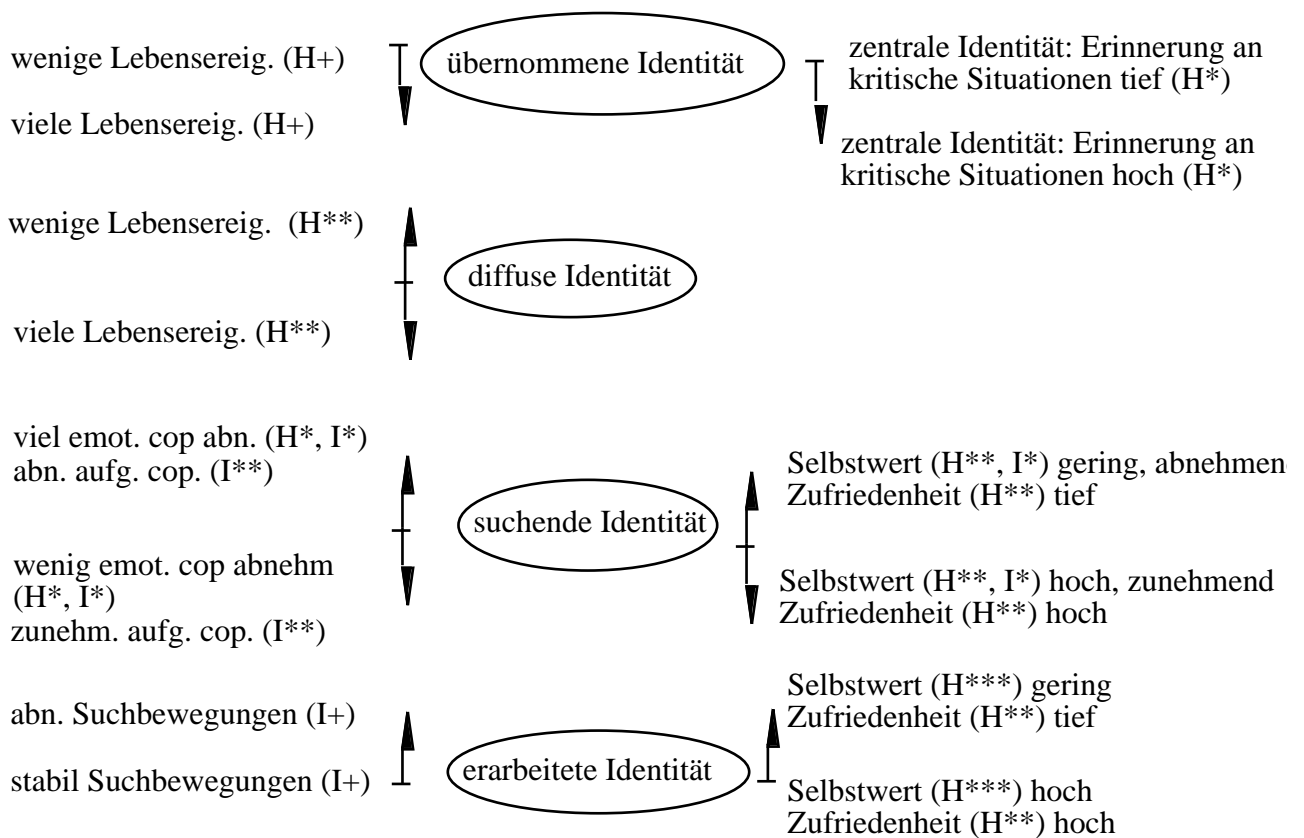 wenige Lebensereig. (H+)
übernommene Identität
zentrale Identität: Erinnerung an
kritische Situationen tief (H*)
viele Lebensereig. (H+)
zentrale Identität: Erinnerung an
kritische Situationen hoch (H*)
wenige Lebensereig. (H**)
diffuse Identität
viele Lebensereig. (H**)
viel emot. cop abn. (H*, I*)
abn. aufg. cop. (I**)
suchende Identität
Selbstwert (H**, I*) gering, abnehmen
Zufriedenheit (H**) tief
wenig emot. cop abnehm
(H*, I*)
zunehm. aufg. cop. (I**)
Selbstwert (H**, I*) hoch, zunehmend
Zufriedenheit (H**) hoch
abn. Suchbewegungen (I+)
stabil Suchbewegungen (I+)
erarbeitete Identität
Selbstwert (H***) gering
Zufriedenheit (H**) tief
Selbstwert (H***) hoch
Zufriedenheit (H**) hoch